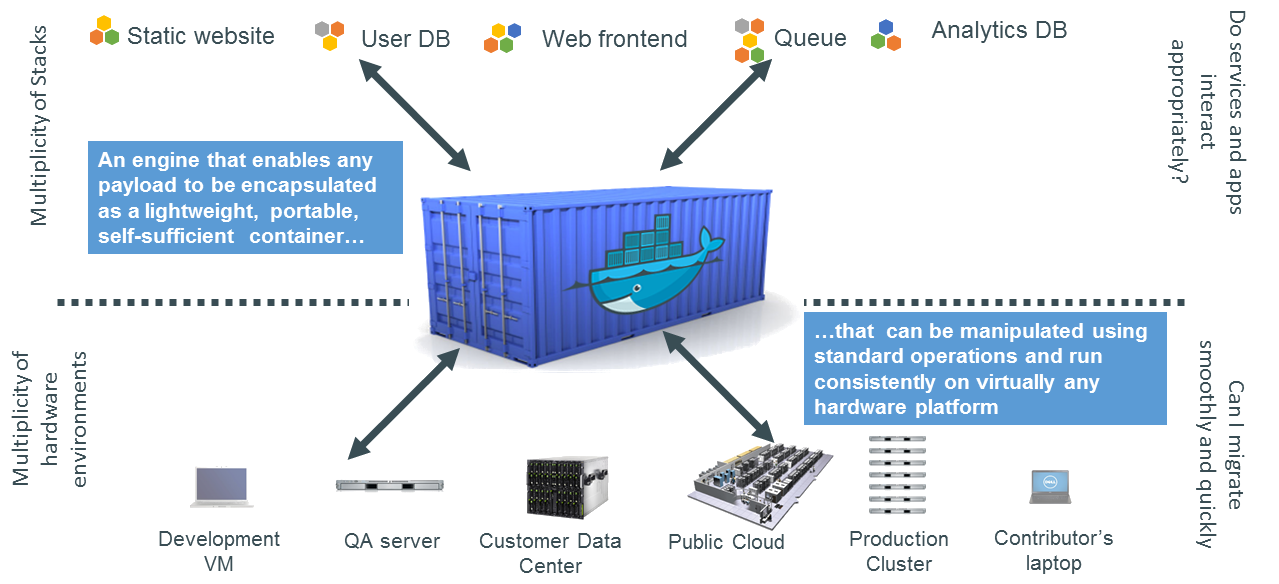 Static website
User DB
Web frontend
Queue
Analytics DB
Multiplicity of Stacks
Do services and apps
interact
appropriately?
An engine that enables any
payload to be encapsulated
as a lightweight, portable,
self-sufficient container…
…that can be manipulated using
standard operations and run
consistently on virtually any
hardware platform
Multiplicity of
hardware
environments
Can I migrate
smoothly and quickly
DELL
Development
VM
QA server
Customer Data
Center
Public Cloud
Production
Cluster
Contributor’s
laptop